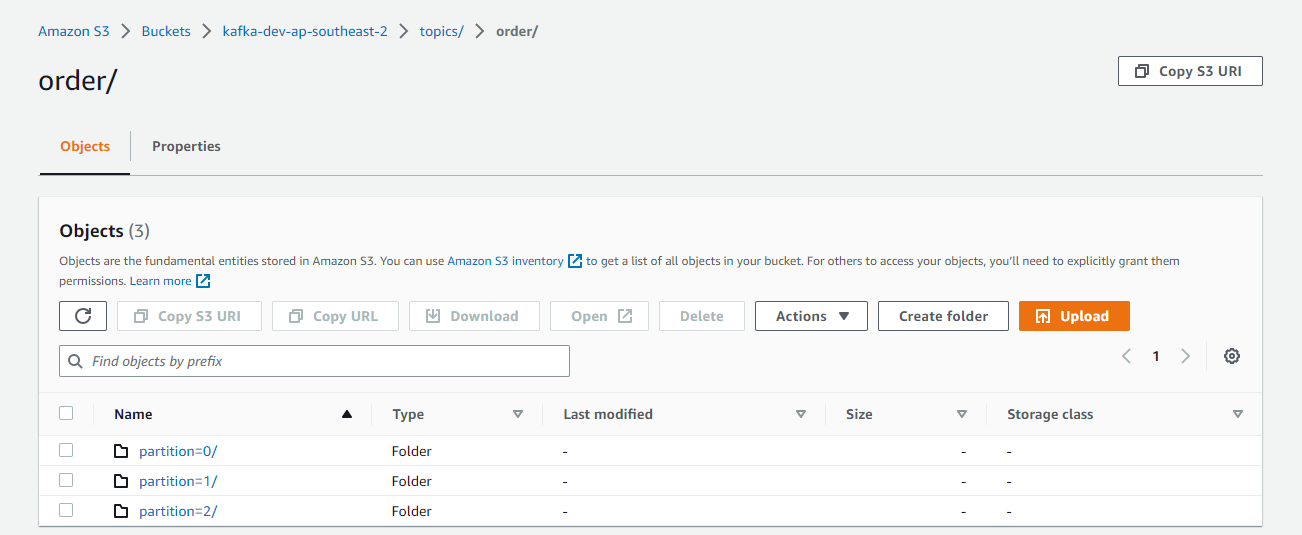 Amazon S3 > Buckets > kafka-dev-ap-southeast-2 > topics/ > order/
order/
Copy S3 URI
Objects
Properties
Objects (3)
Objects are the fundamental entities stored in Amazon S3. You can use Amazon S3 inventory to get a list of all objects in your bucket. For others to access your objects, you'll need to explicitly grant them
permissions. Learn more
Copy S3 URI
Copy URL
Download
Open
Delete
Actions
Create folder
Upload
Find objects by prefix
1
Name Type Last modified Size Storage class
partition=0/ Folder - - -
partition=1/ Folder - - -
partition=2/ Folder - - -